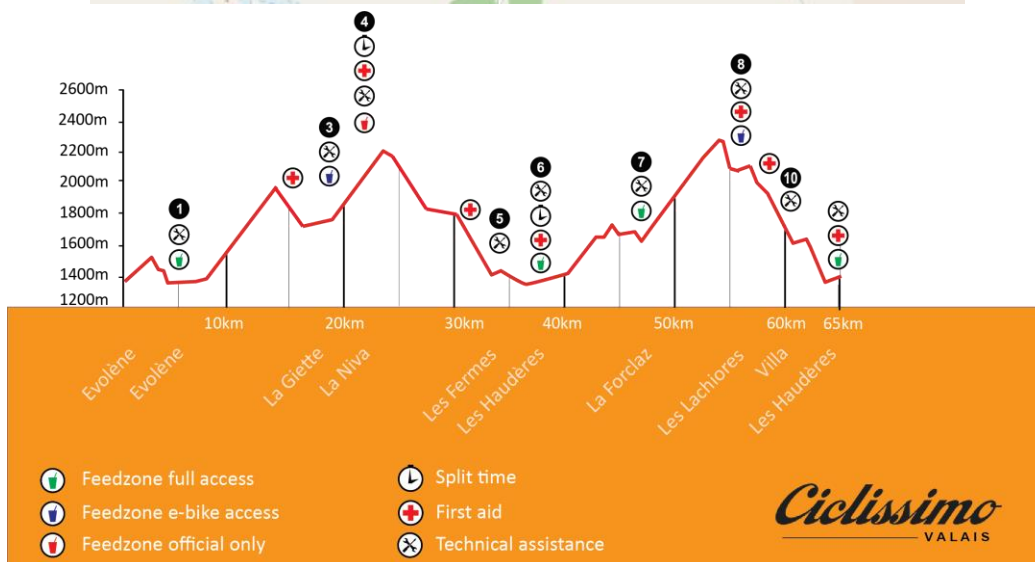 4
8
2600m
2400m
3
2200m
6
7
2000m
10
1800m
1
5
1600m
1400m
1200m
10km
20km
30km
40km
50km
60km
65km
Evolène
Evolène
La Giette
La Niva
Les Fermes
Les Haudères
La Forclaz
Les Lachiores
Villa
Les Haudères
Feedzone full access
Split time
Feedzone e-bike access
First aid
Feedzone official only
Technical assistance
Ciclissimo
VALAIS